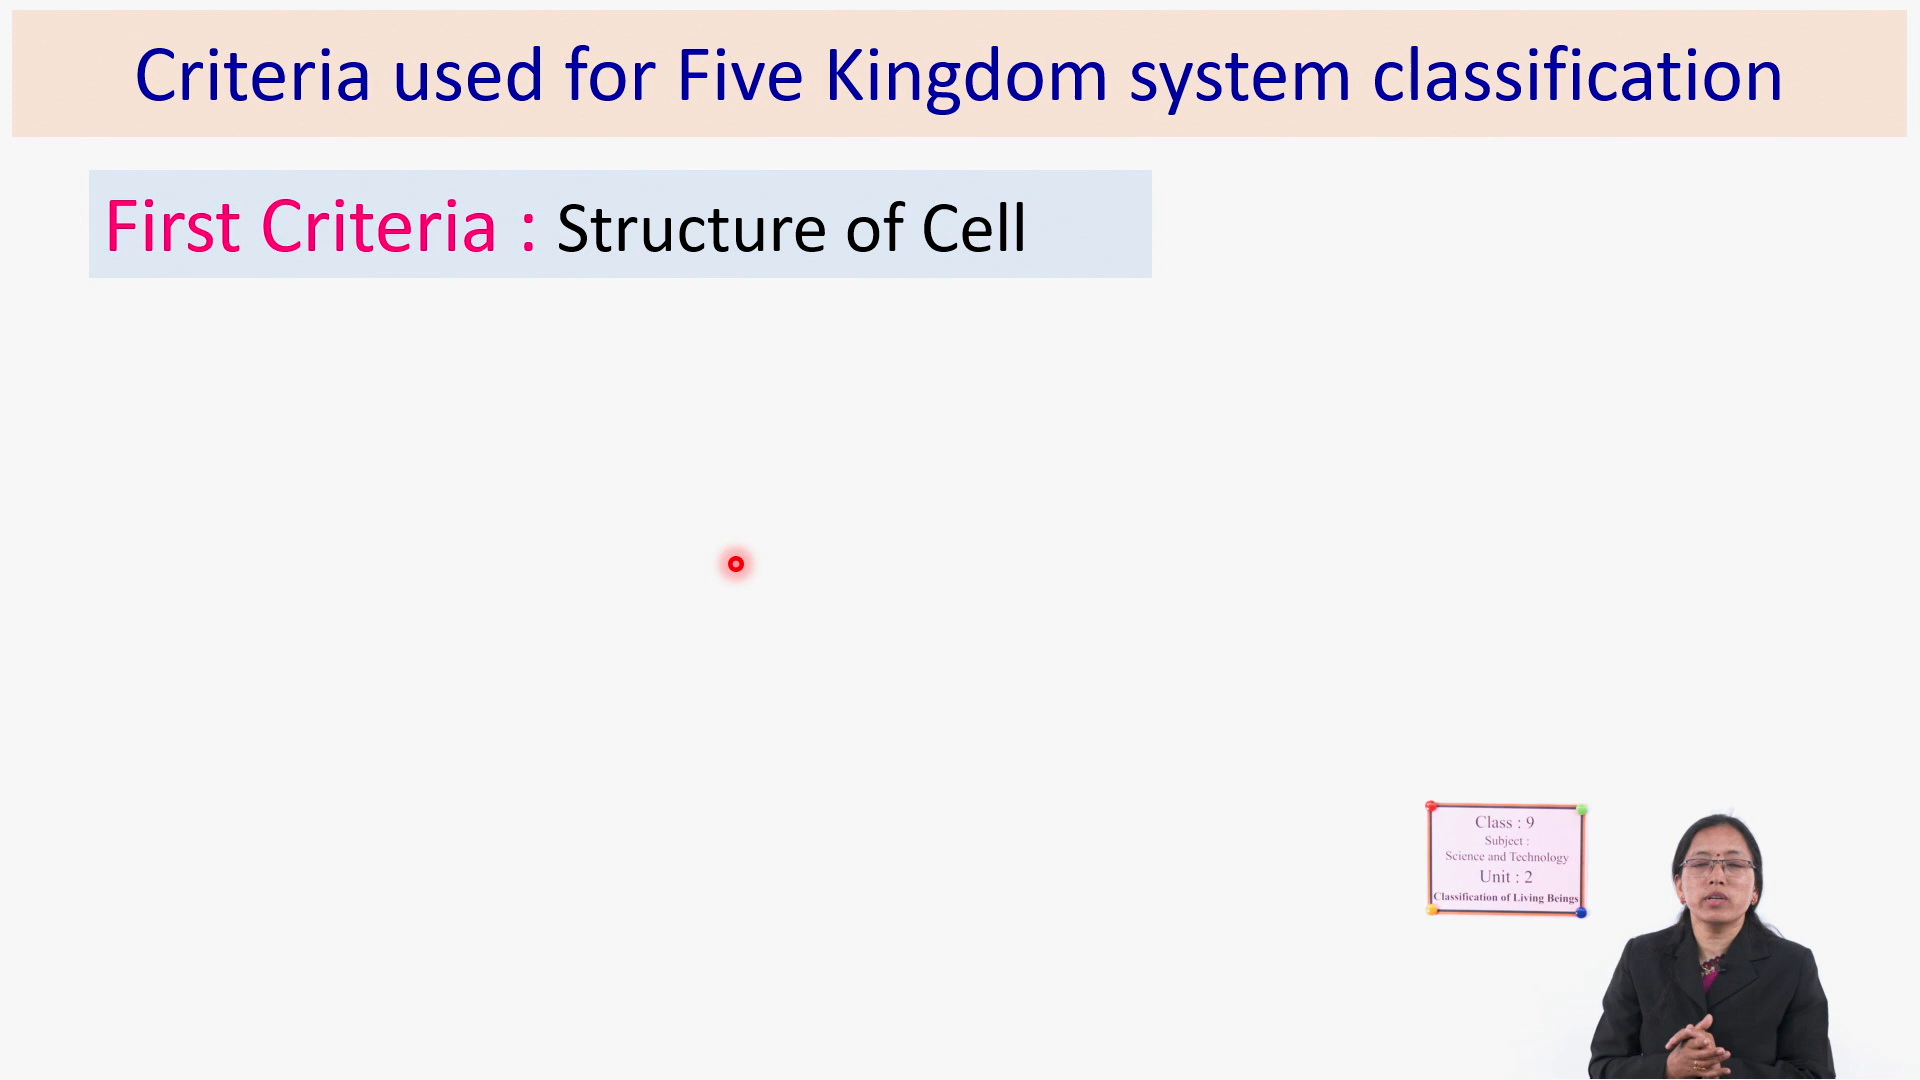 Criteria used for Five Kingdom system classification
First Criteria : Structure of Cell
Class : 9
Subject :
Science and Technology
Unit : 2
Classification of Living Beings